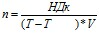 n = НДк
(T−T )*V